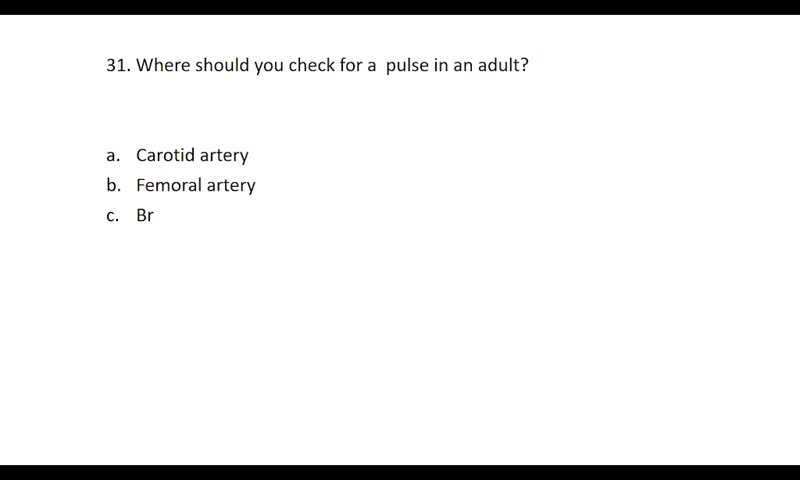 31. Where should you check for a pulse in an adult?
a. Carotid artery
b. Femoral artery
c. Br